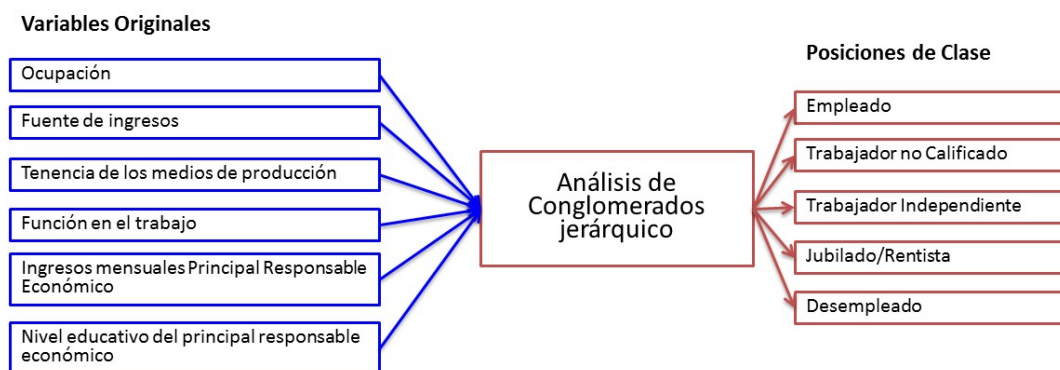 Variables Originales
Ocupación
Fuente de ingresos
Tenencia de los medios de producción
Función en el trabajo
Ingresos mensuales Principal Responsable
Económico
Nivel educativo del principal responsable
económico
Análisis de
Conglomerados
jerárquico
Posiciones de Clase
Empleado
Trabajador no Calificado
Trabajador Independiente
Jubilado/Rentista
Desempleado